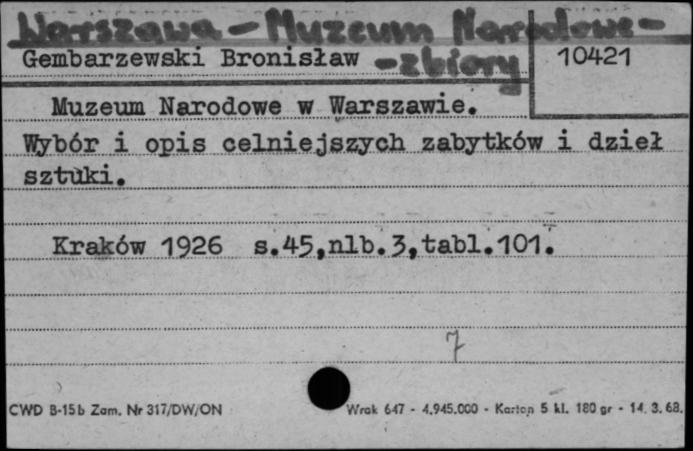 Warszawa - Muzeum Narodowe -
- zbiory
Gembarzewski Bronisław
10421
Muzeum Narodowe w Warszawie.
Wybór i opis celniejszych zabytków i dzieł
sztuki.
Kraków 1926 s.45,nlb.3,tabl.101.
7
CWD B-15b Zam. Nr 317/DW/ON
Wrak 647 - 4.945.000 - Karton 5 kl. 180 gr - 14. 3. 68.